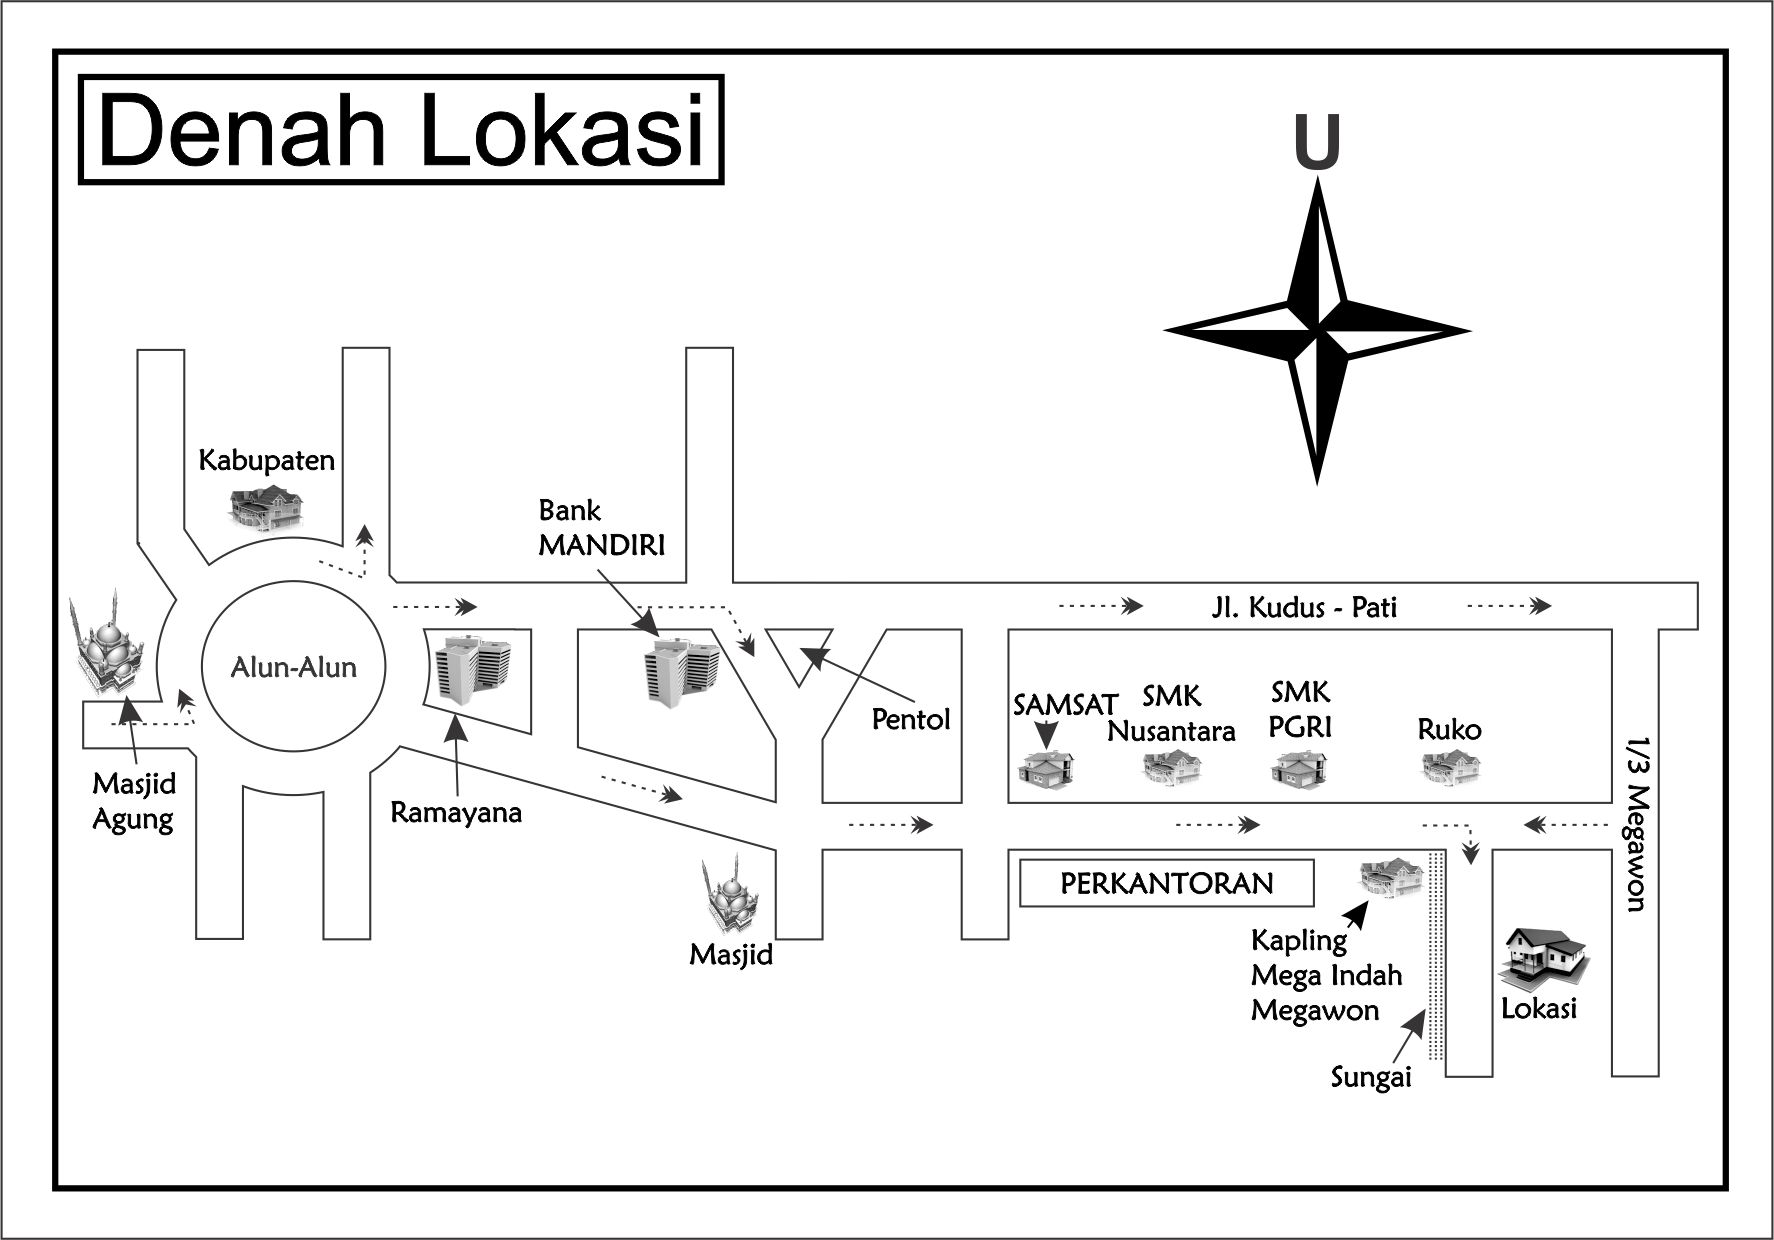 Denah Lokasi
U
Kabupaten
Bank
MANDIRI
Jl. Kudus - Pati
Alun-Alun
Pentol
SAMSAT
SMK
Nusantara
SMK
PGRI
Ruko
1/3 Megawon
Masjid
Agung
Ramayana
PERKANTORAN
Masjid
Kapling
Mega Indah
Megawon
Lokasi
Sungai